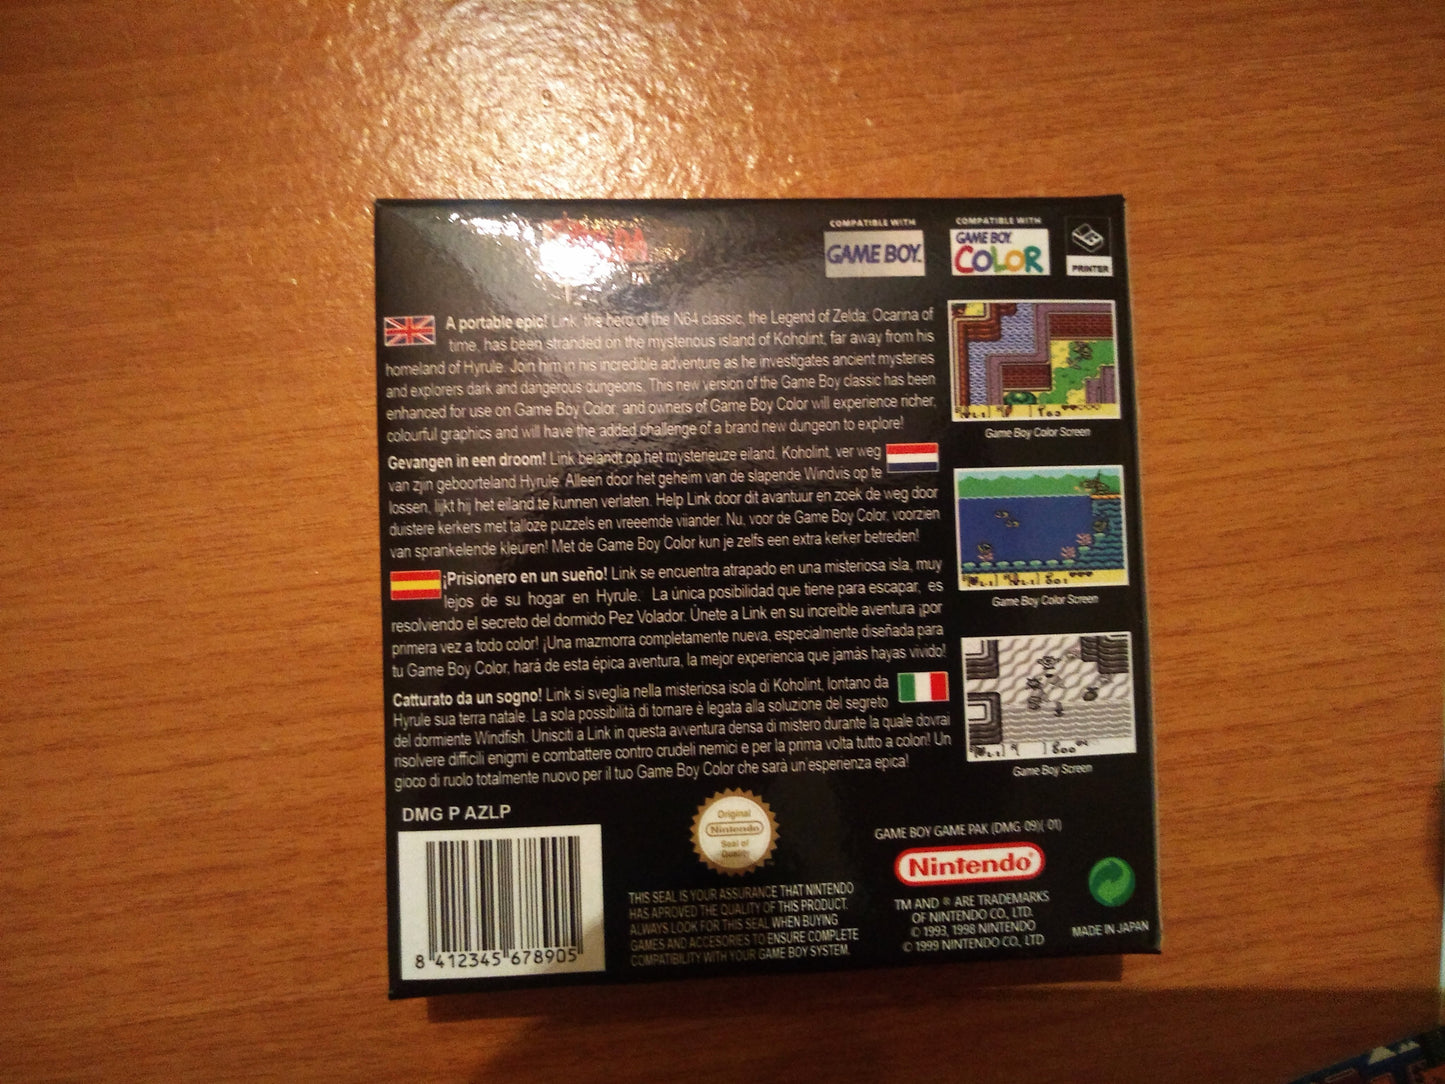 COMPATIBLE WITH
GAME BOY
COMPATIBLE WITH
GAME BOY
COLOR
PRINTER
A portable epic! Link, the hero of the N64 classic, the Legend of Zelda: Ocarina of
time, has been stranded on the mysterious island of Koholint, far away from his
homeland of Hyrule. Join him in his incredible adventure as he investigates ancient mysteries
and explorers dark and dangerous dungeons. This new version of the Game Boy classic has been
enhanced for use on Game Boy Color, and owners of Game Boy Color will experience richer,
colourful graphics and will have the added challenge of a brand new dungeon to explore!
Gevangen in een droom! Link belandt op het mysterieuze eiland, Koholint, ver weg
van zijn geboorteland Hyrule. Alleen door het geheim van de slapende Windvis op te
lossen, lijkt hij het eiland te kunnen verlaten. Help Link door dit avantuur en zoek de weg door
duistere kerkers met talloze puzzels en vreeemde viiander. Nu, voor de Game Boy Color, voorzien
van sprankelende kleuren! Met de Game Boy Color kun je zelfs een extra kerker betreden!
¡Prisionero en un sueño! Link se encuentra atrapado en una misteriosa isla, muy
lejos de su hogar en Hyrule. La única posibilidad que tiene para escapar, es
resolviendo el secreto del dormido Pez Volador. Únete a Link en su increíble aventura ¡por
primera vez a todo color! ¡Una mazmorra completamente nueva, especialmente diseñada para
tu Game Boy Color, hará de esta épica aventura, la mejor experiencia que jamás hayas vivido!
Catturato da un sogno! Link si sveglia nella misteriosa isola di Koholint, lontano da
Hyrule sua terra natale. La sola possibilità di tornare è legata alla soluzione del segreto
del dormiente Windfish. Unisciti a Link in questa avventura densa di mistero durante la quale dovrai
risolvere difficili enigmi e combattere contro crudeli nemici e per la prima volta tutto a colori! Un
gioco di ruolo totalmente nuovo per il tuo Game Boy Color che sarà un'esperienza epica!
Game Boy Color Screen
Game Boy Color Screen
Game Boy Screen
DMG P AZLP
8 412345 678905
Original
Nintendo
Seal of
Quality
THIS SEAL IS YOUR ASSURANCE THAT NINTENDO
HAS APROVED THE QUALITY OF THIS PRODUCT.
ALWAYS LOOK FOR THIS SEAL WHEN BUYING
GAMES AND ACCESORIES TO ENSURE COMPLETE
COMPATIBILITY WITH YOUR GAME BOY SYSTEM.
GAME BOY GAME PAK (DMG 09)( 01)
Nintendo®
TM AND ® ARE TRADEMARKS
OF NINTENDO CO., LTD.
© 1993, 1998 NINTENDO
© 1999 NINTENDO CO., LTD
MADE IN JAPAN